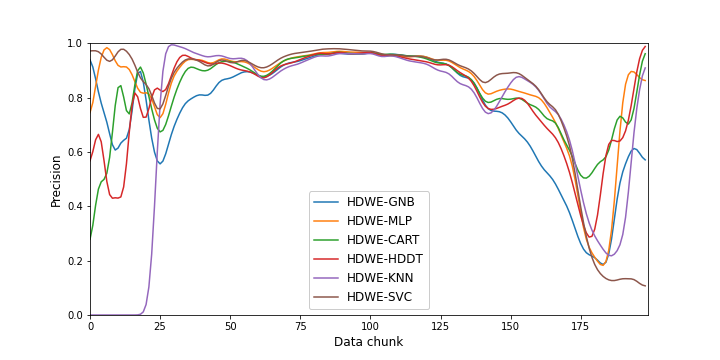 1.0
0.8
0.6
0.4
0.2
0.0
Precision
HDWE-GNB
HDWE-MLP
HDWE-CART
HDWE-HDDT
HDWE-KNN
HDWE-SVC
0 25 50 75 100 125 150 175
Data chunk